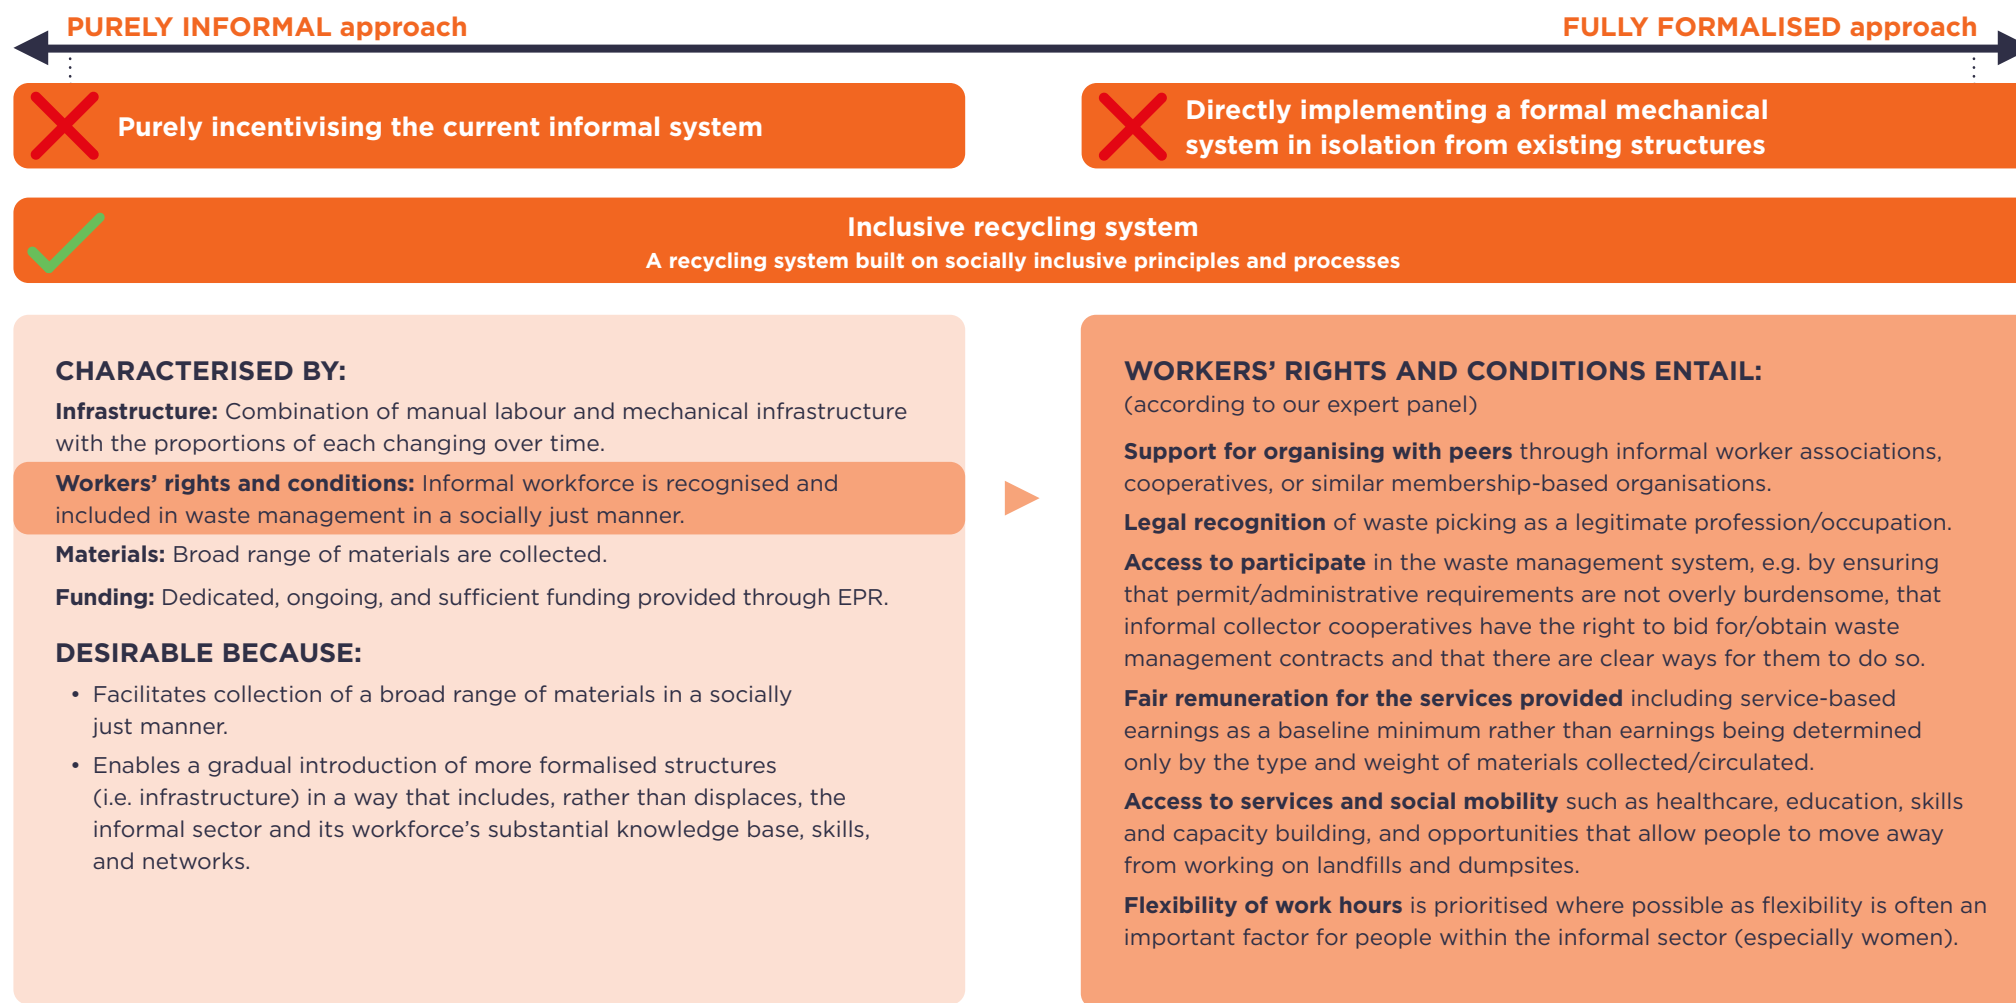 PURELY INFORMAL approach
FULLY FORMALISED approach
Purely incentivising the current informal system
Directly implementing a formal mechanical
system in isolation from existing structures
Inclusive recycling system
A recycling system built on socially inclusive principles and processes
CHARACTERISED BY:
Infrastructure: Combination of manual labour and mechanical infrastructure
with the proportions of each changing over time.
Workers’ rights and conditions: Informal workforce is recognised and
included in waste management in a socially just manner.
Materials: Broad range of materials are collected.
Funding: Dedicated, ongoing, and sufficient funding provided through EPR.
DESIRABLE BECAUSE:
• Facilitates collection of a broad range of materials in a socially
just manner.
• Enables a gradual introduction of more formalised structures
(i.e. infrastructure) in a way that includes, rather than displaces, the
informal sector and its workforce’s substantial knowledge base, skills,
and networks.
WORKERS’ RIGHTS AND CONDITIONS ENTAIL:
(according to our expert panel)
Support for organising with peers through informal worker associations,
cooperatives, or similar membership-based organisations.
Legal recognition of waste picking as a legitimate profession/occupation.
Access to participate in the waste management system, e.g. by ensuring
that permit/administrative requirements are not overly burdensome, that
informal collector cooperatives have the right to bid for/obtain waste
management contracts and that there are clear ways for them to do so.
Fair remuneration for the services provided including service-based
earnings as a baseline minimum rather than earnings being determined
only by the type and weight of materials collected/circulated.
Access to services and social mobility such as healthcare, education, skills
and capacity building, and opportunities that allow people to move away
from working on landfills and dumpsites.
Flexibility of work hours is prioritised where possible as flexibility is often an
important factor for people within the informal sector (especially women).